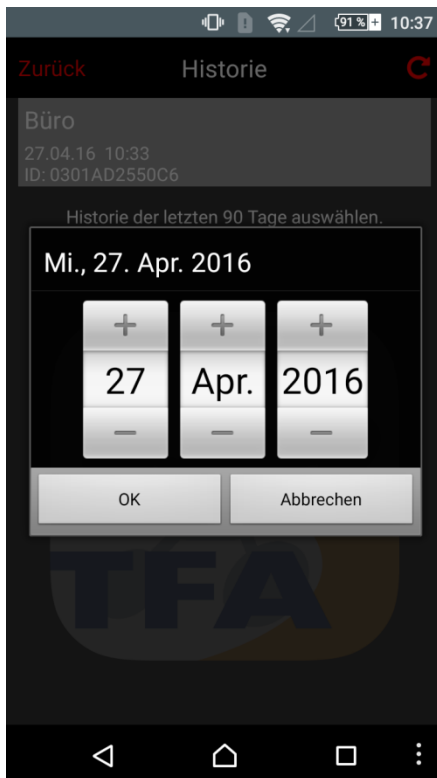 91 % 10:37
Zurück Historie
Büro
27.04.16 10:33
ID: 0301AD2550C6
Historie der letzten 90 Tage auswählen.
Mi., 27. Apr. 2016
+ + +
27 Apr. 2016
— — —
OK Abbrechen
TFA